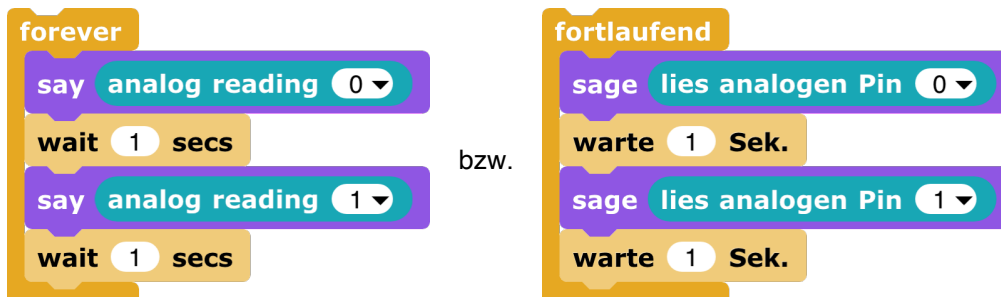 forever
say analog reading 0
wait 1 secs
say analog reading 1
wait 1 secs
bzw.
fortlaufend
sage lies analogen Pin 0
warte 1 Sek.
sage lies analogen Pin 1
warte 1 Sek.